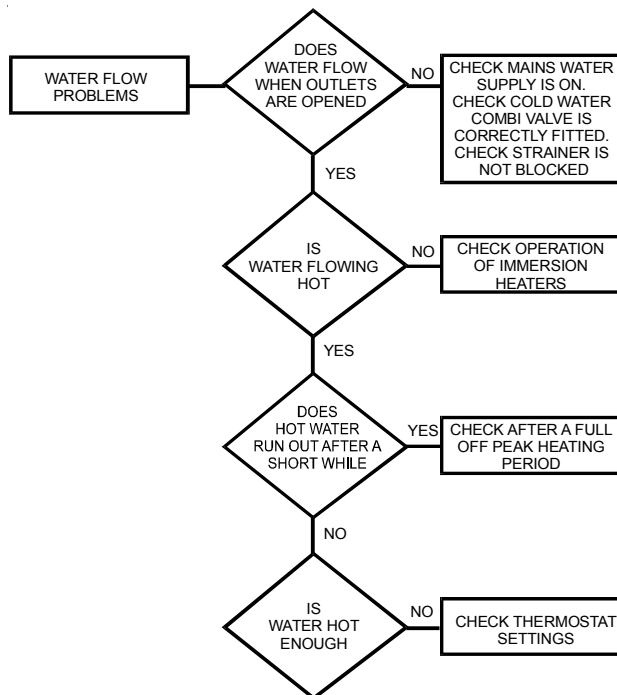 WATER FLOW
PROBLEMS
DOES
WATER FLOW
WHEN OUTLETS
ARE OPENED
NO
CHECK MAINS WATER
SUPPLY IS ON.
CHECK COLD WATER
COMBI VALVE IS
CORRECTLY FITTED.
CHECK STRAINER IS
NOT BLOCKED
YES
IS
WATER FLOWING
HOT
NO
CHECK OPERATION
OF IMMERSION
HEATERS
YES
DOES
HOT WATER
RUN OUT AFTER A
SHORT WHILE
YES
CHECK AFTER A FULL
OFF PEAK HEATING
PERIOD
NO
IS
WATER HOT
ENOUGH
NO
CHECK THERMOSTAT
SETTINGS